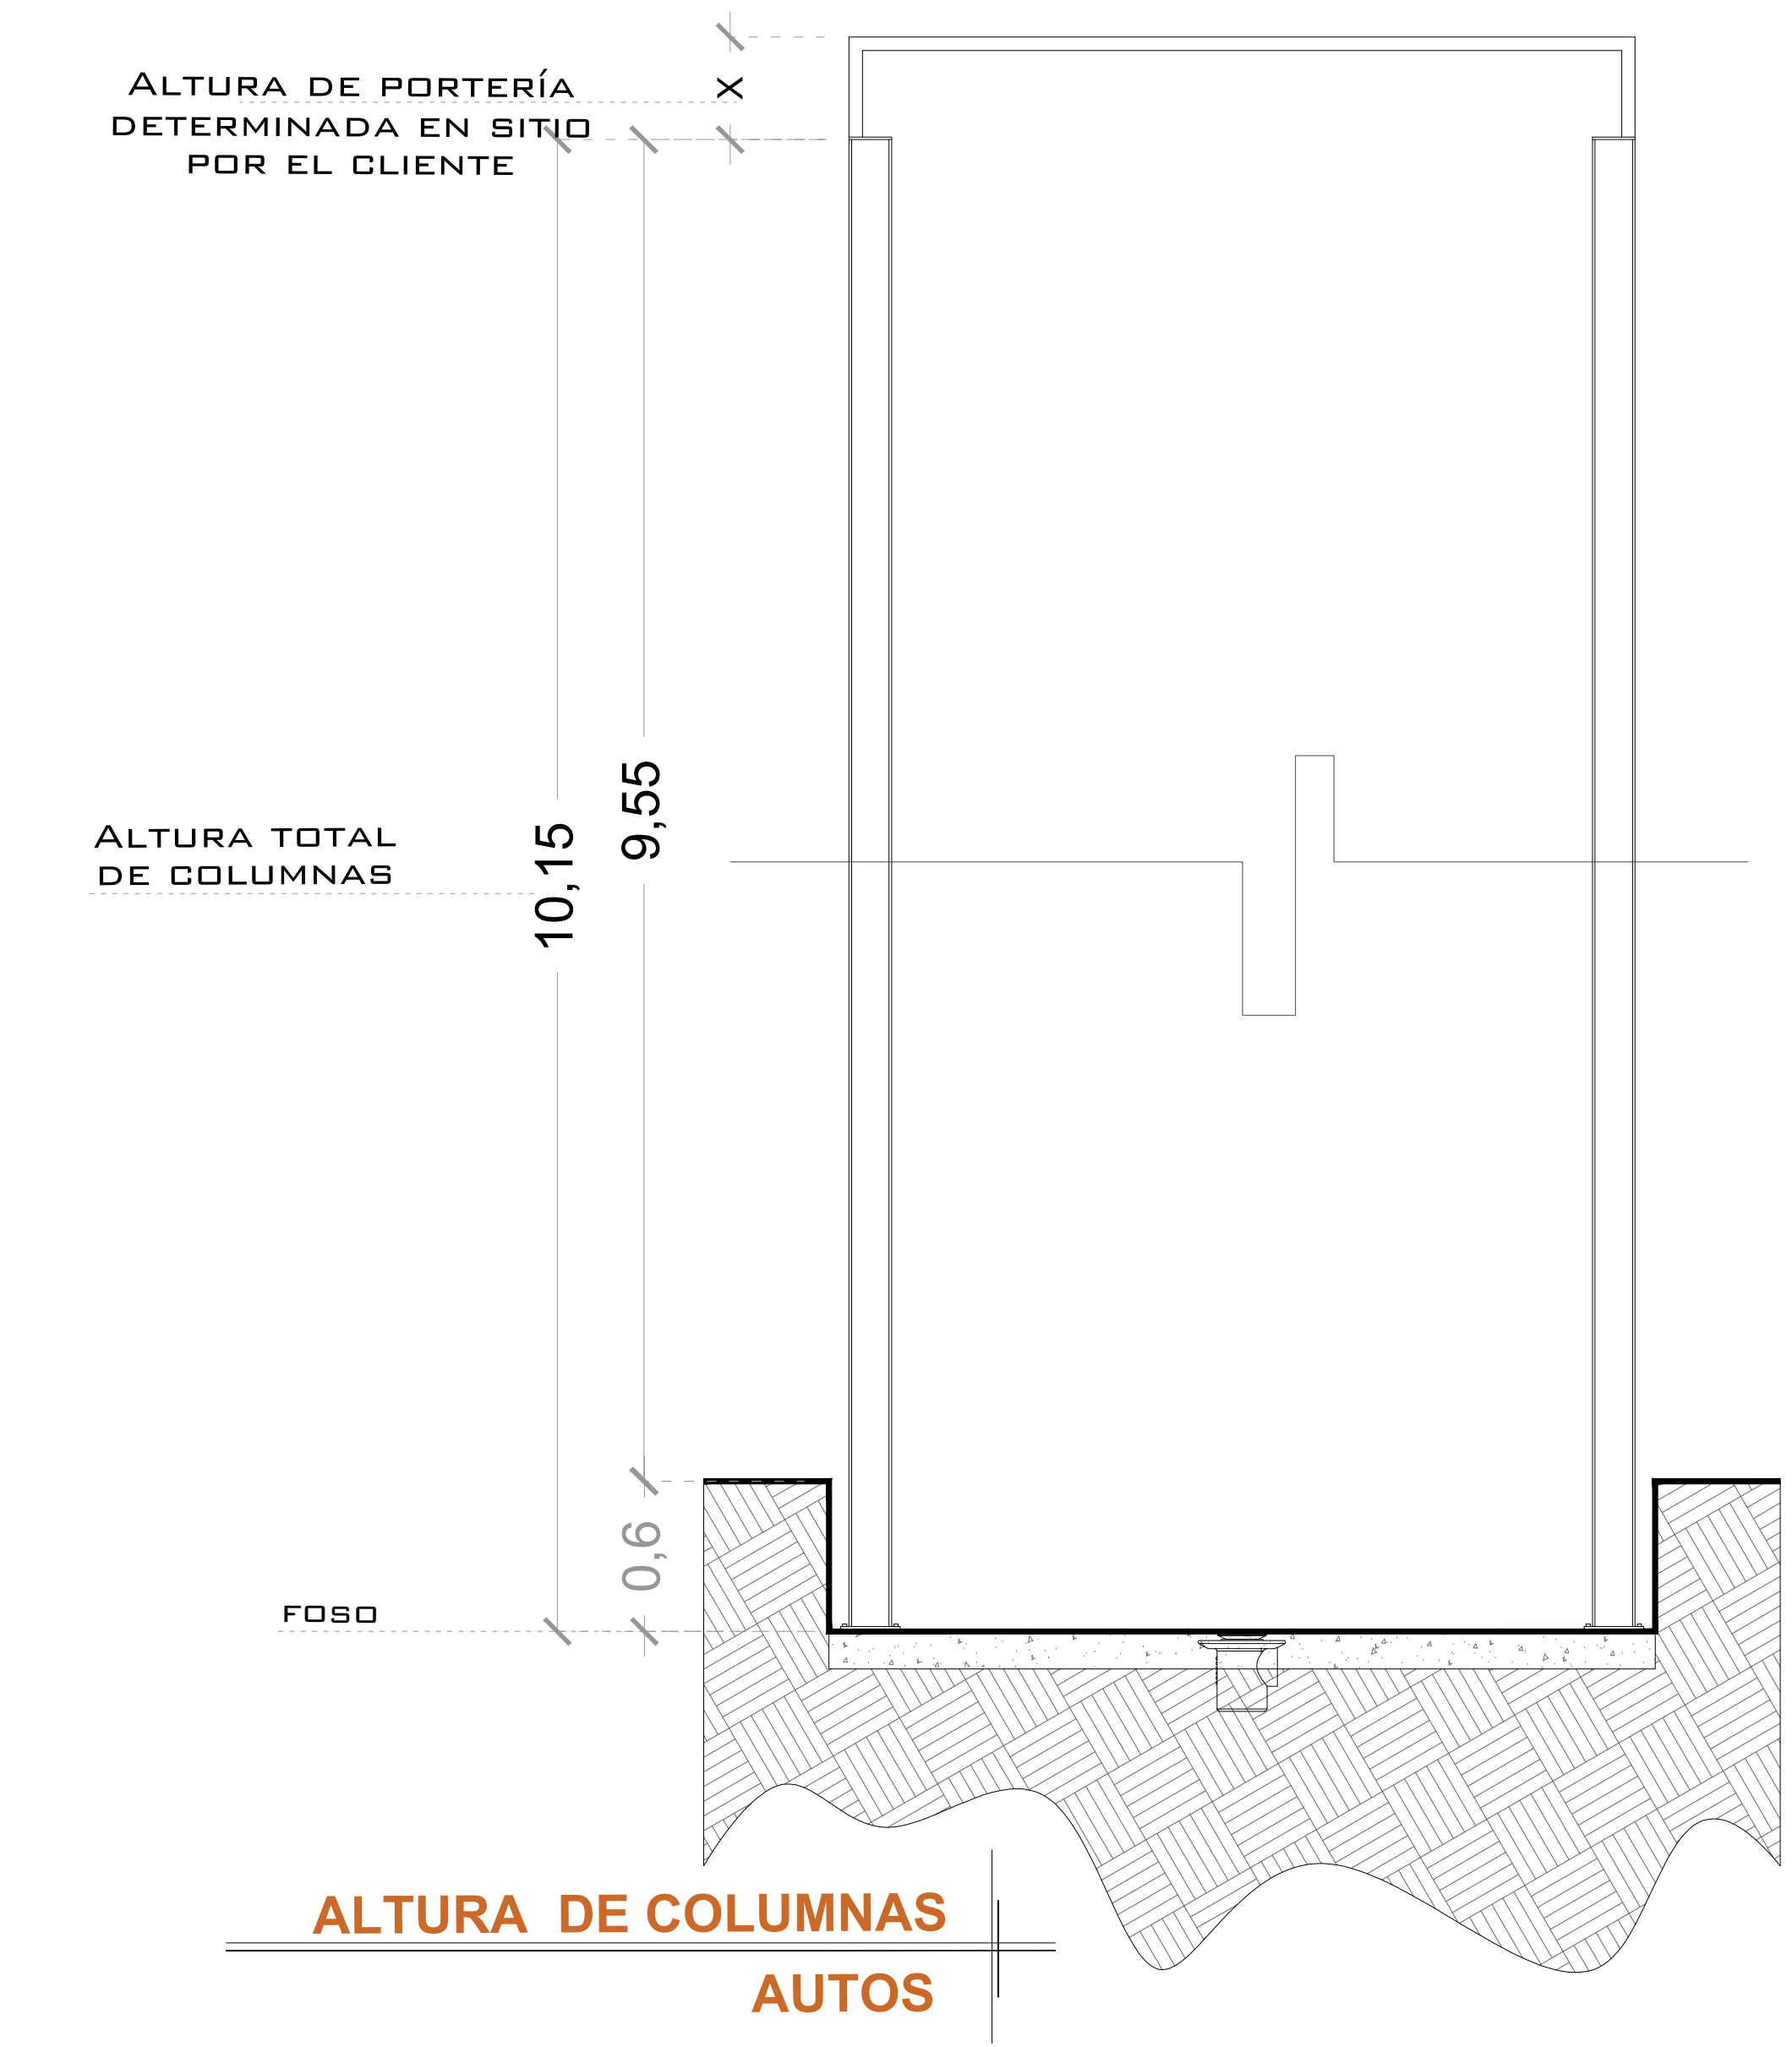 ALTURA DE PORTERÍA
DETERMINADA EN SITIO
POR EL CLIENTE
X
ALTURA TOTAL
DE COLUMNAS
10,15
9,55
0,6
FOSO
ALTURA DE COLUMNAS
AUTOS